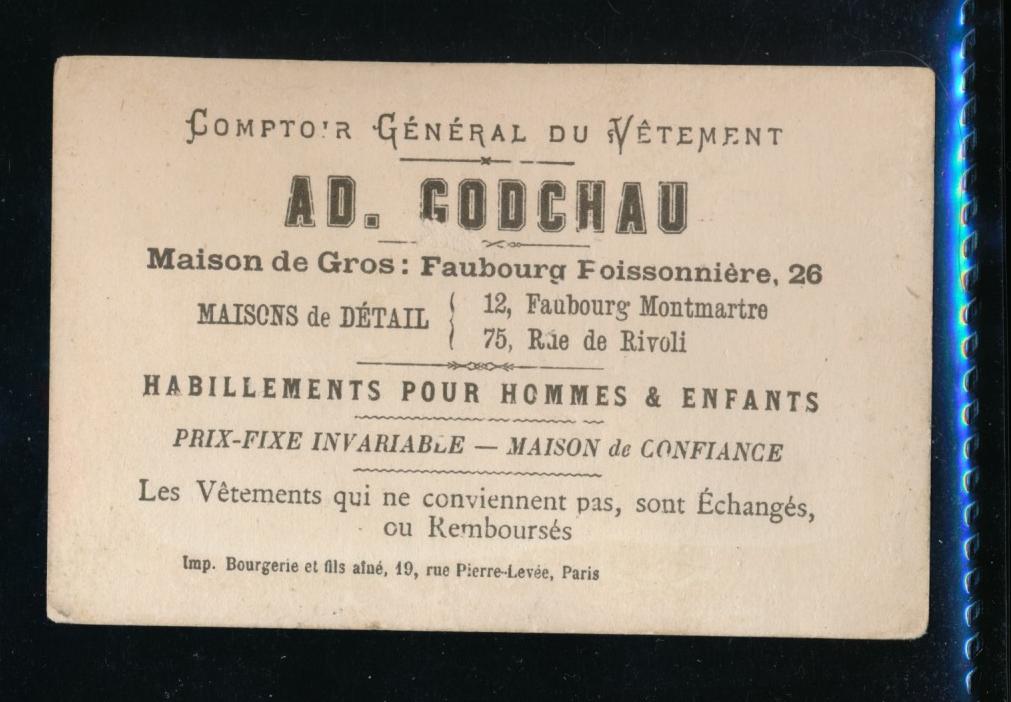 COMPTOIR GÉNÉRAL DU VÊTEMENT
AD. GODCHAU
Maison de Gros: Faubourg Poissonnière, 26
MAISONS de DÉTAIL { 12, Faubourg Montmartre
75, Rue de Rivoli
HABILLEMENTS POUR HOMMES & ENFANTS
PRIX-FIXE INVARIABLE — MAISON de CONFIANCE
Les Vêtements qui ne conviennent pas, sont Échangés,
ou Remboursés
Imp. Bourgerie et fils aîné, 19, rue Pierre-Levée, Paris